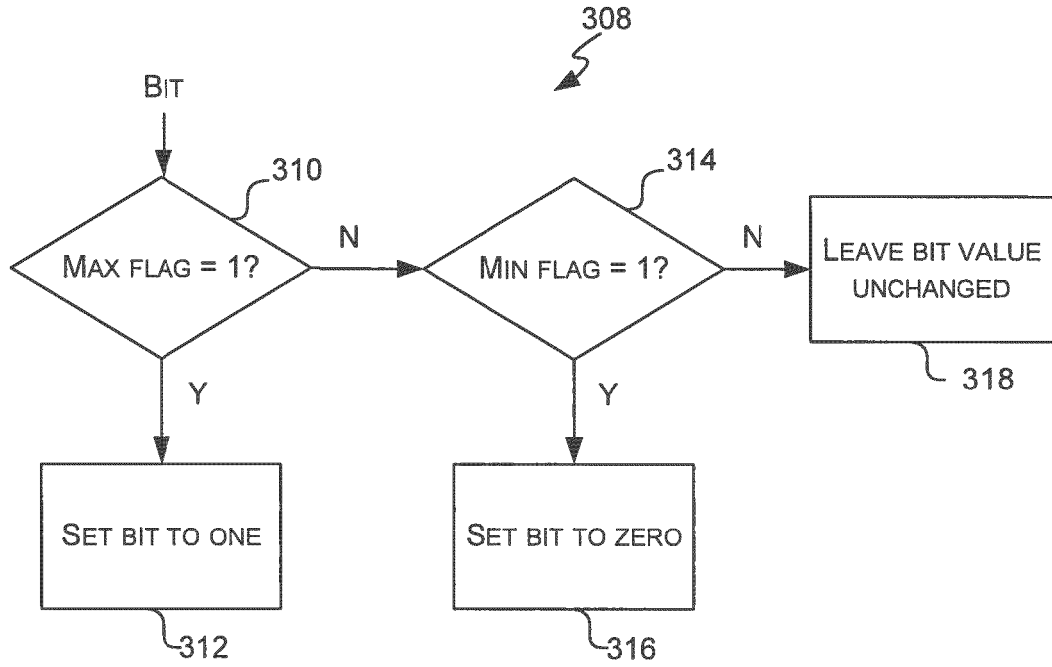 308
BIT
310
314
MAX FLAG = 1?
N
MIN FLAG = 1?
N
LEAVE BIT VALUE
UNCHANGED
318
Y
Y
SET BIT TO ONE
SET BIT TO ZERO
312
316